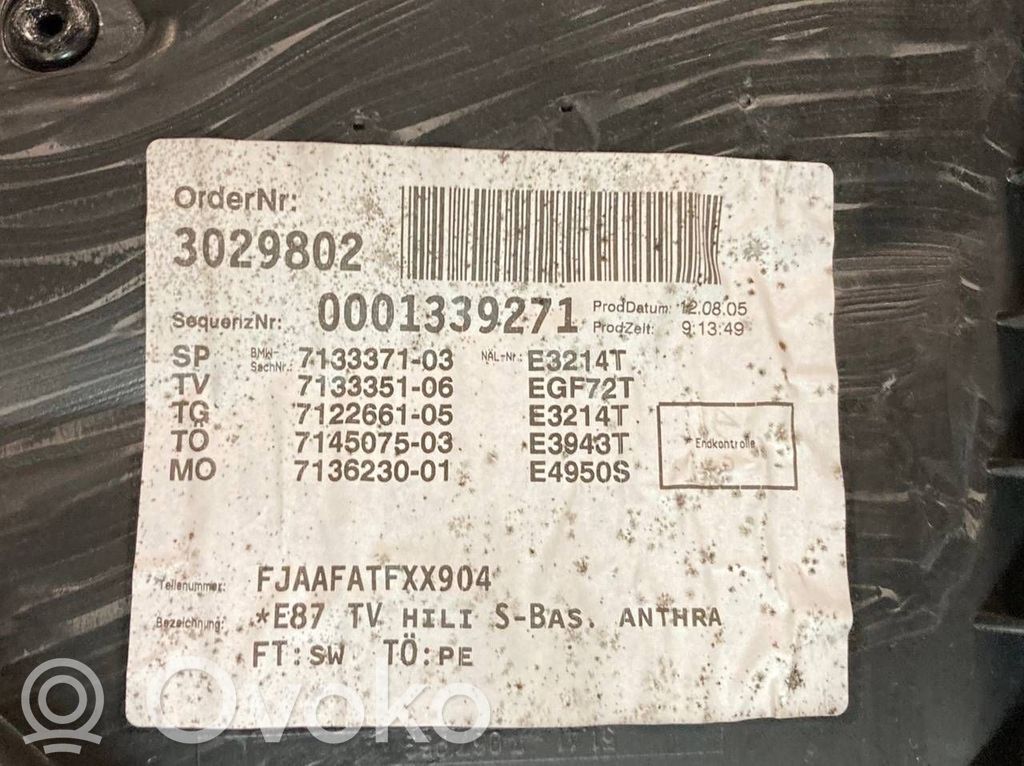 OrderNr:
3029802
SequenzNr: 0001339271 ProdDatum: 12.08.05
ProdZeit: 9:13:49
SP BMW-SachNr.: 7133371-03 NÄL-Nr.: E3214T
TV 7133351-06 EGF72T
TG 7122661-05 E3214T
TÖ 7145075-03 E3943T
MO 7136230-01 E4950S
*Endkontrolle
Teilenummer: FJAAFATFXX904
Bezeichnung: *E87 TV HILI S-BAS. ANTHRA
FT:SW TÖ:PE
Ovoko